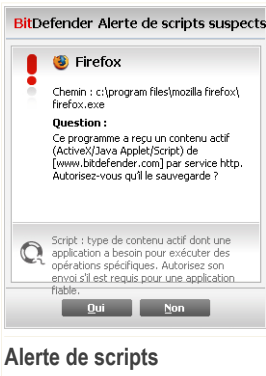 BitDefender Alerte de scripts suspects
Firefox
Chemin : c:\program files\mozilla firefox\
firefox.exe
Question :
Ce programme a reçu un contenu actif
(ActiveX/Java Applet/Script) de
[www.bitdefender.com] par service http.
Autorisez-vous qu'il le sauvegarde ?
Script : type de contenu actif dont une
application a besoin pour exécuter des
opérations spécifiques. Autorisez son
envoi s'il est requis pour une application
fiable.
Oui Non
Alerte de scripts